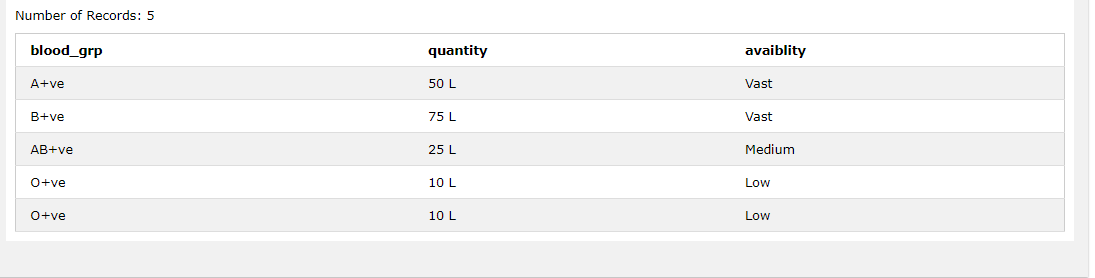 Number of Records: 5
blood_grp quantity avaiblity
A+ve 50 L Vast
B+ve 75 L Vast
AB+ve 25 L Medium
O+ve 10 L Low
O+ve 10 L Low